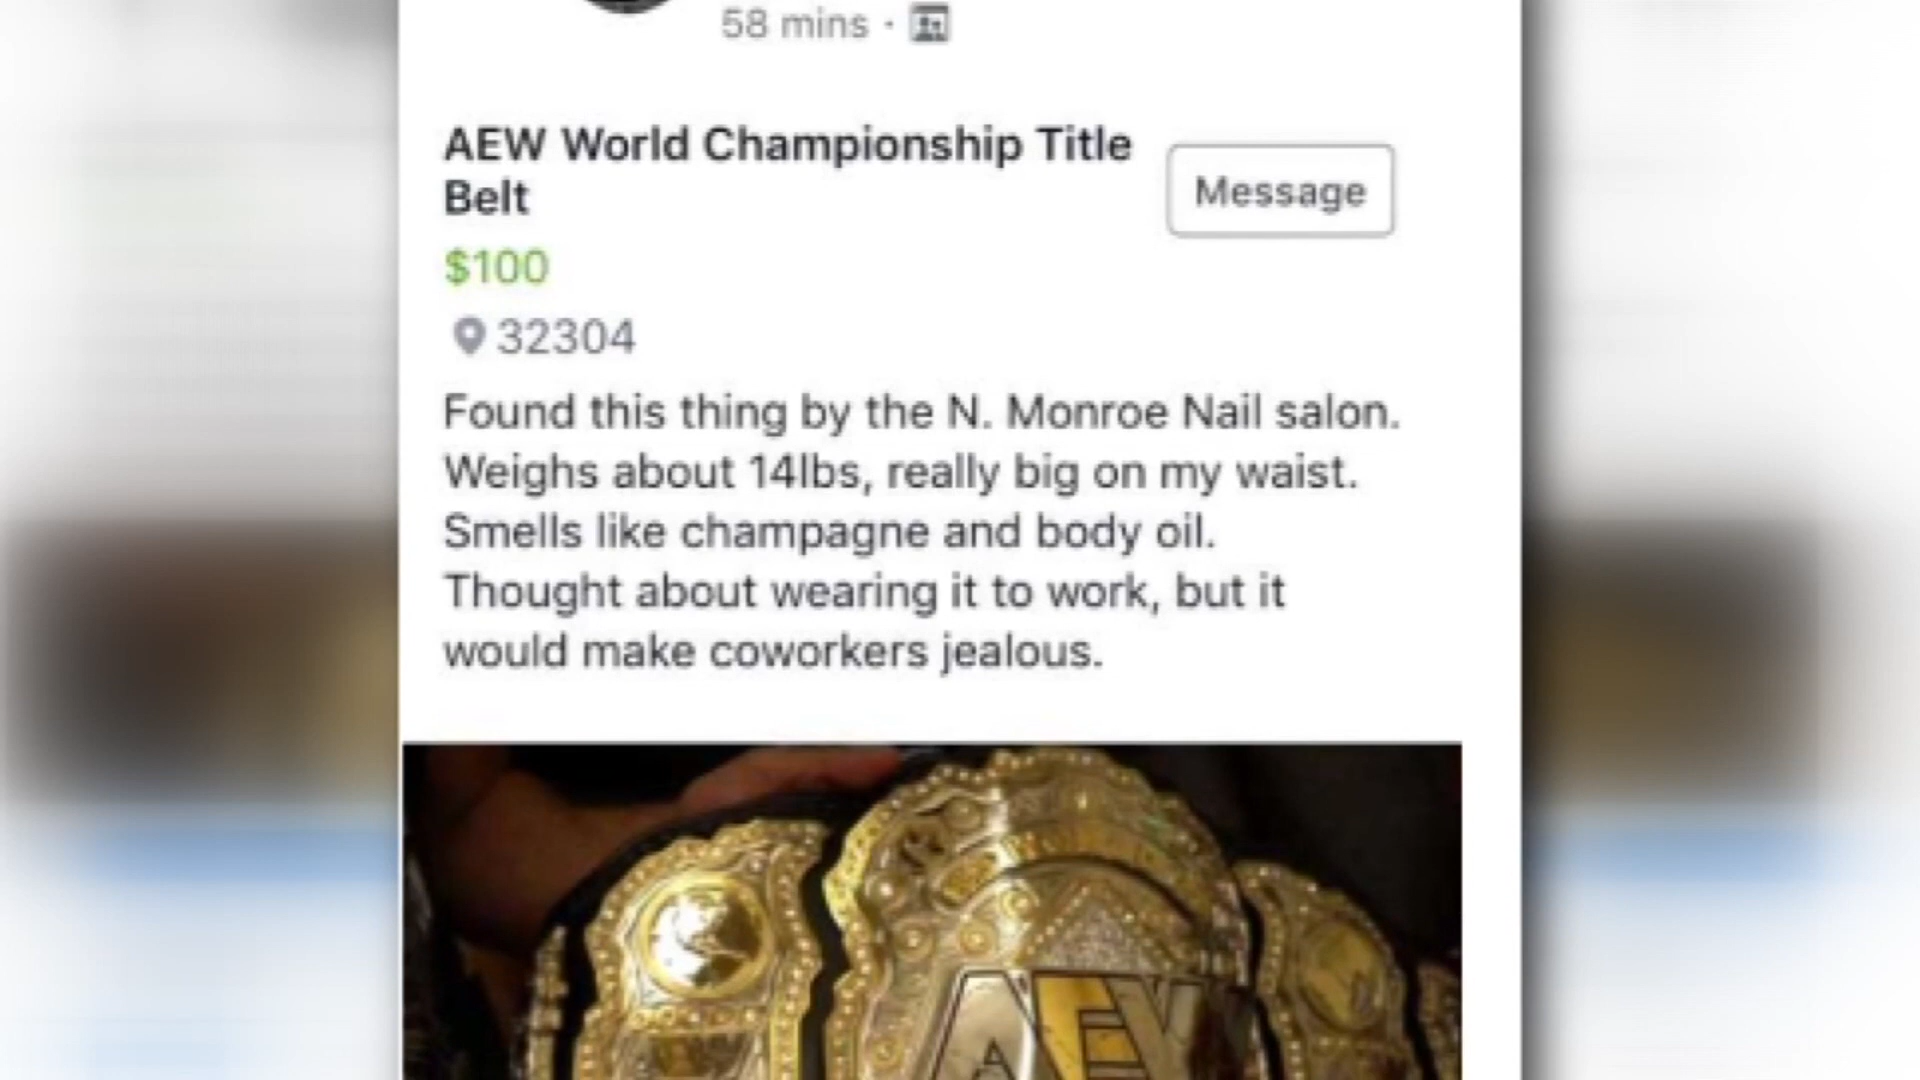 58 mins ·
AEW World Championship Title
Belt
Message
$100
32304
Found this thing by the N. Monroe Nail salon.
Weighs about 14lbs, really big on my waist.
Smells like champagne and body oil.
Thought about wearing it to work, but it
would make coworkers jealous.
AEW